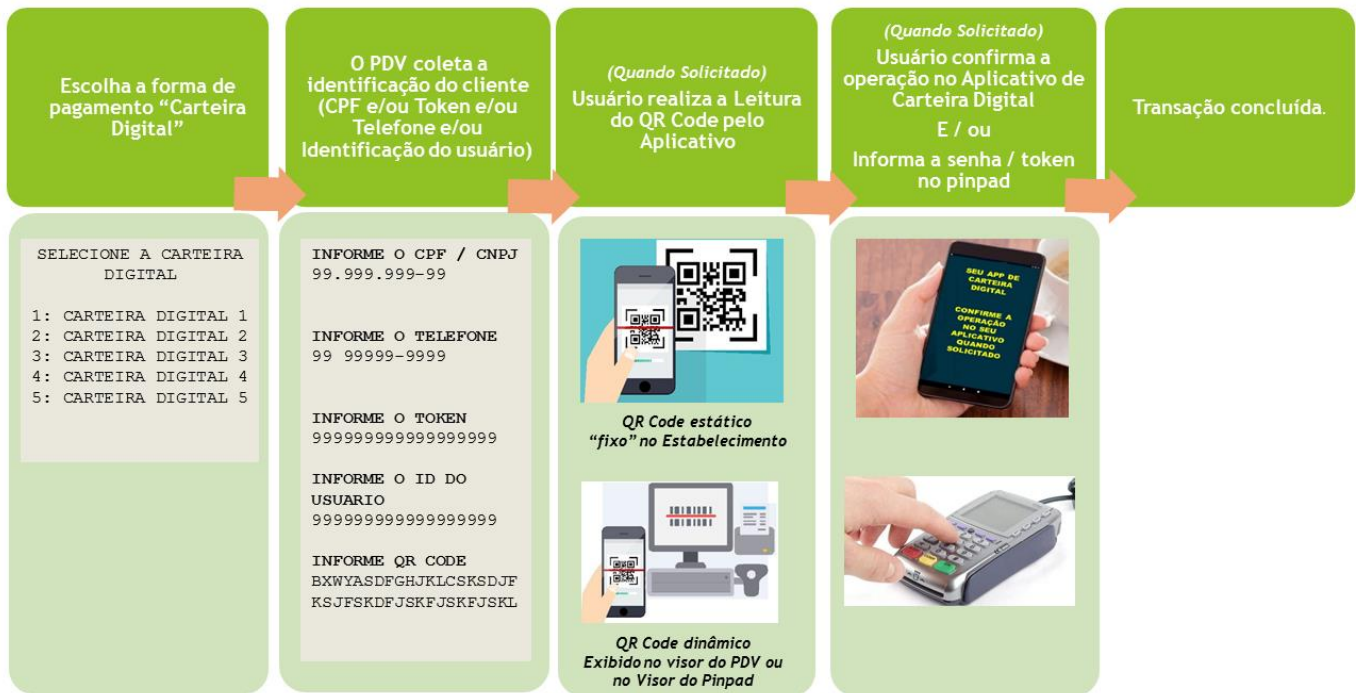 Escolha a forma de
pagamento “Carteira
Digital”
O PDV coleta a
identificação do cliente
(CPF e/ou Token e/ou
Telefone e/ou
Identificação do usuário)
(Quando Solicitado)
Usuário realiza a Leitura
do QR Code pelo
Aplicativo
(Quando Solicitado)
Usuário confirma a
operação no Aplicativo de
Carteira Digital
E / ou
Informa a senha / token
no pinpad
Transação concluída.
SELECIONE A CARTEIRA
DIGITAL
1: CARTEIRA DIGITAL 1
2: CARTEIRA DIGITAL 2
3: CARTEIRA DIGITAL 3
4: CARTEIRA DIGITAL 4
5: CARTEIRA DIGITAL 5
INFORME O CPF / CNPJ
99.999.999-99
INFORME O TELEFONE
99 99999-9999
INFORME O TOKEN
999999999999999999
INFORME O ID DO
USUARIO
999999999999999999
INFORME QR CODE
BXWYASDFGHJKLCSKSDJF
KSJFSKDFJSKFJSKFJSKL
QR Code estático
“fixo” no Estabelecimento
QR Code dinâmico
Exibido no visor do PDV ou
no Visor do Pinpad
SEU APP DE
CARTEIRA
DIGITAL
CONFIRME A
OPERAÇÃO
NO SEU
APLICATIVO
QUANDO
SOLICITADO